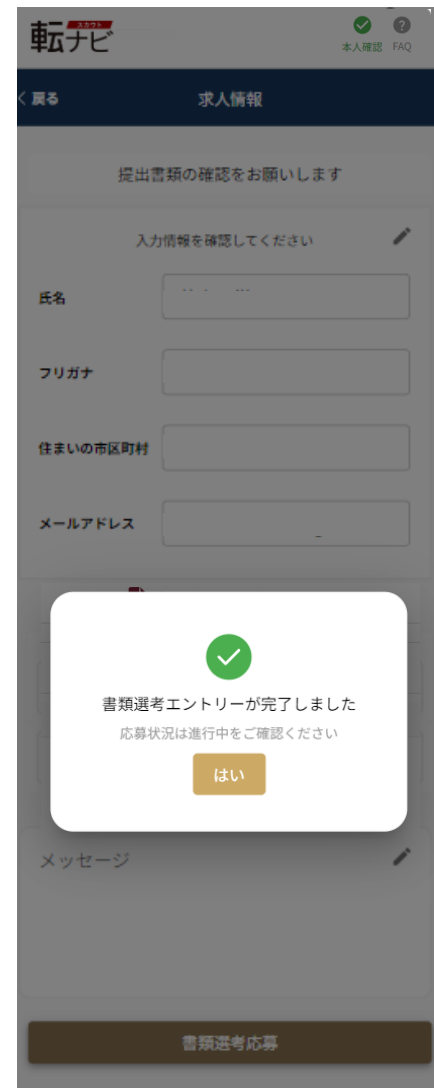 スカウト
転ナビ
本人確認 FAQ
戻る 求人情報
提出書類の確認をお願いします
入力情報を確認してください
氏名
フリガナ
住まいの市区町村
メールアドレス
書類選考エントリーが完了しました
応募状況は進行中をご確認ください
はい
メッセージ
書類選考応募